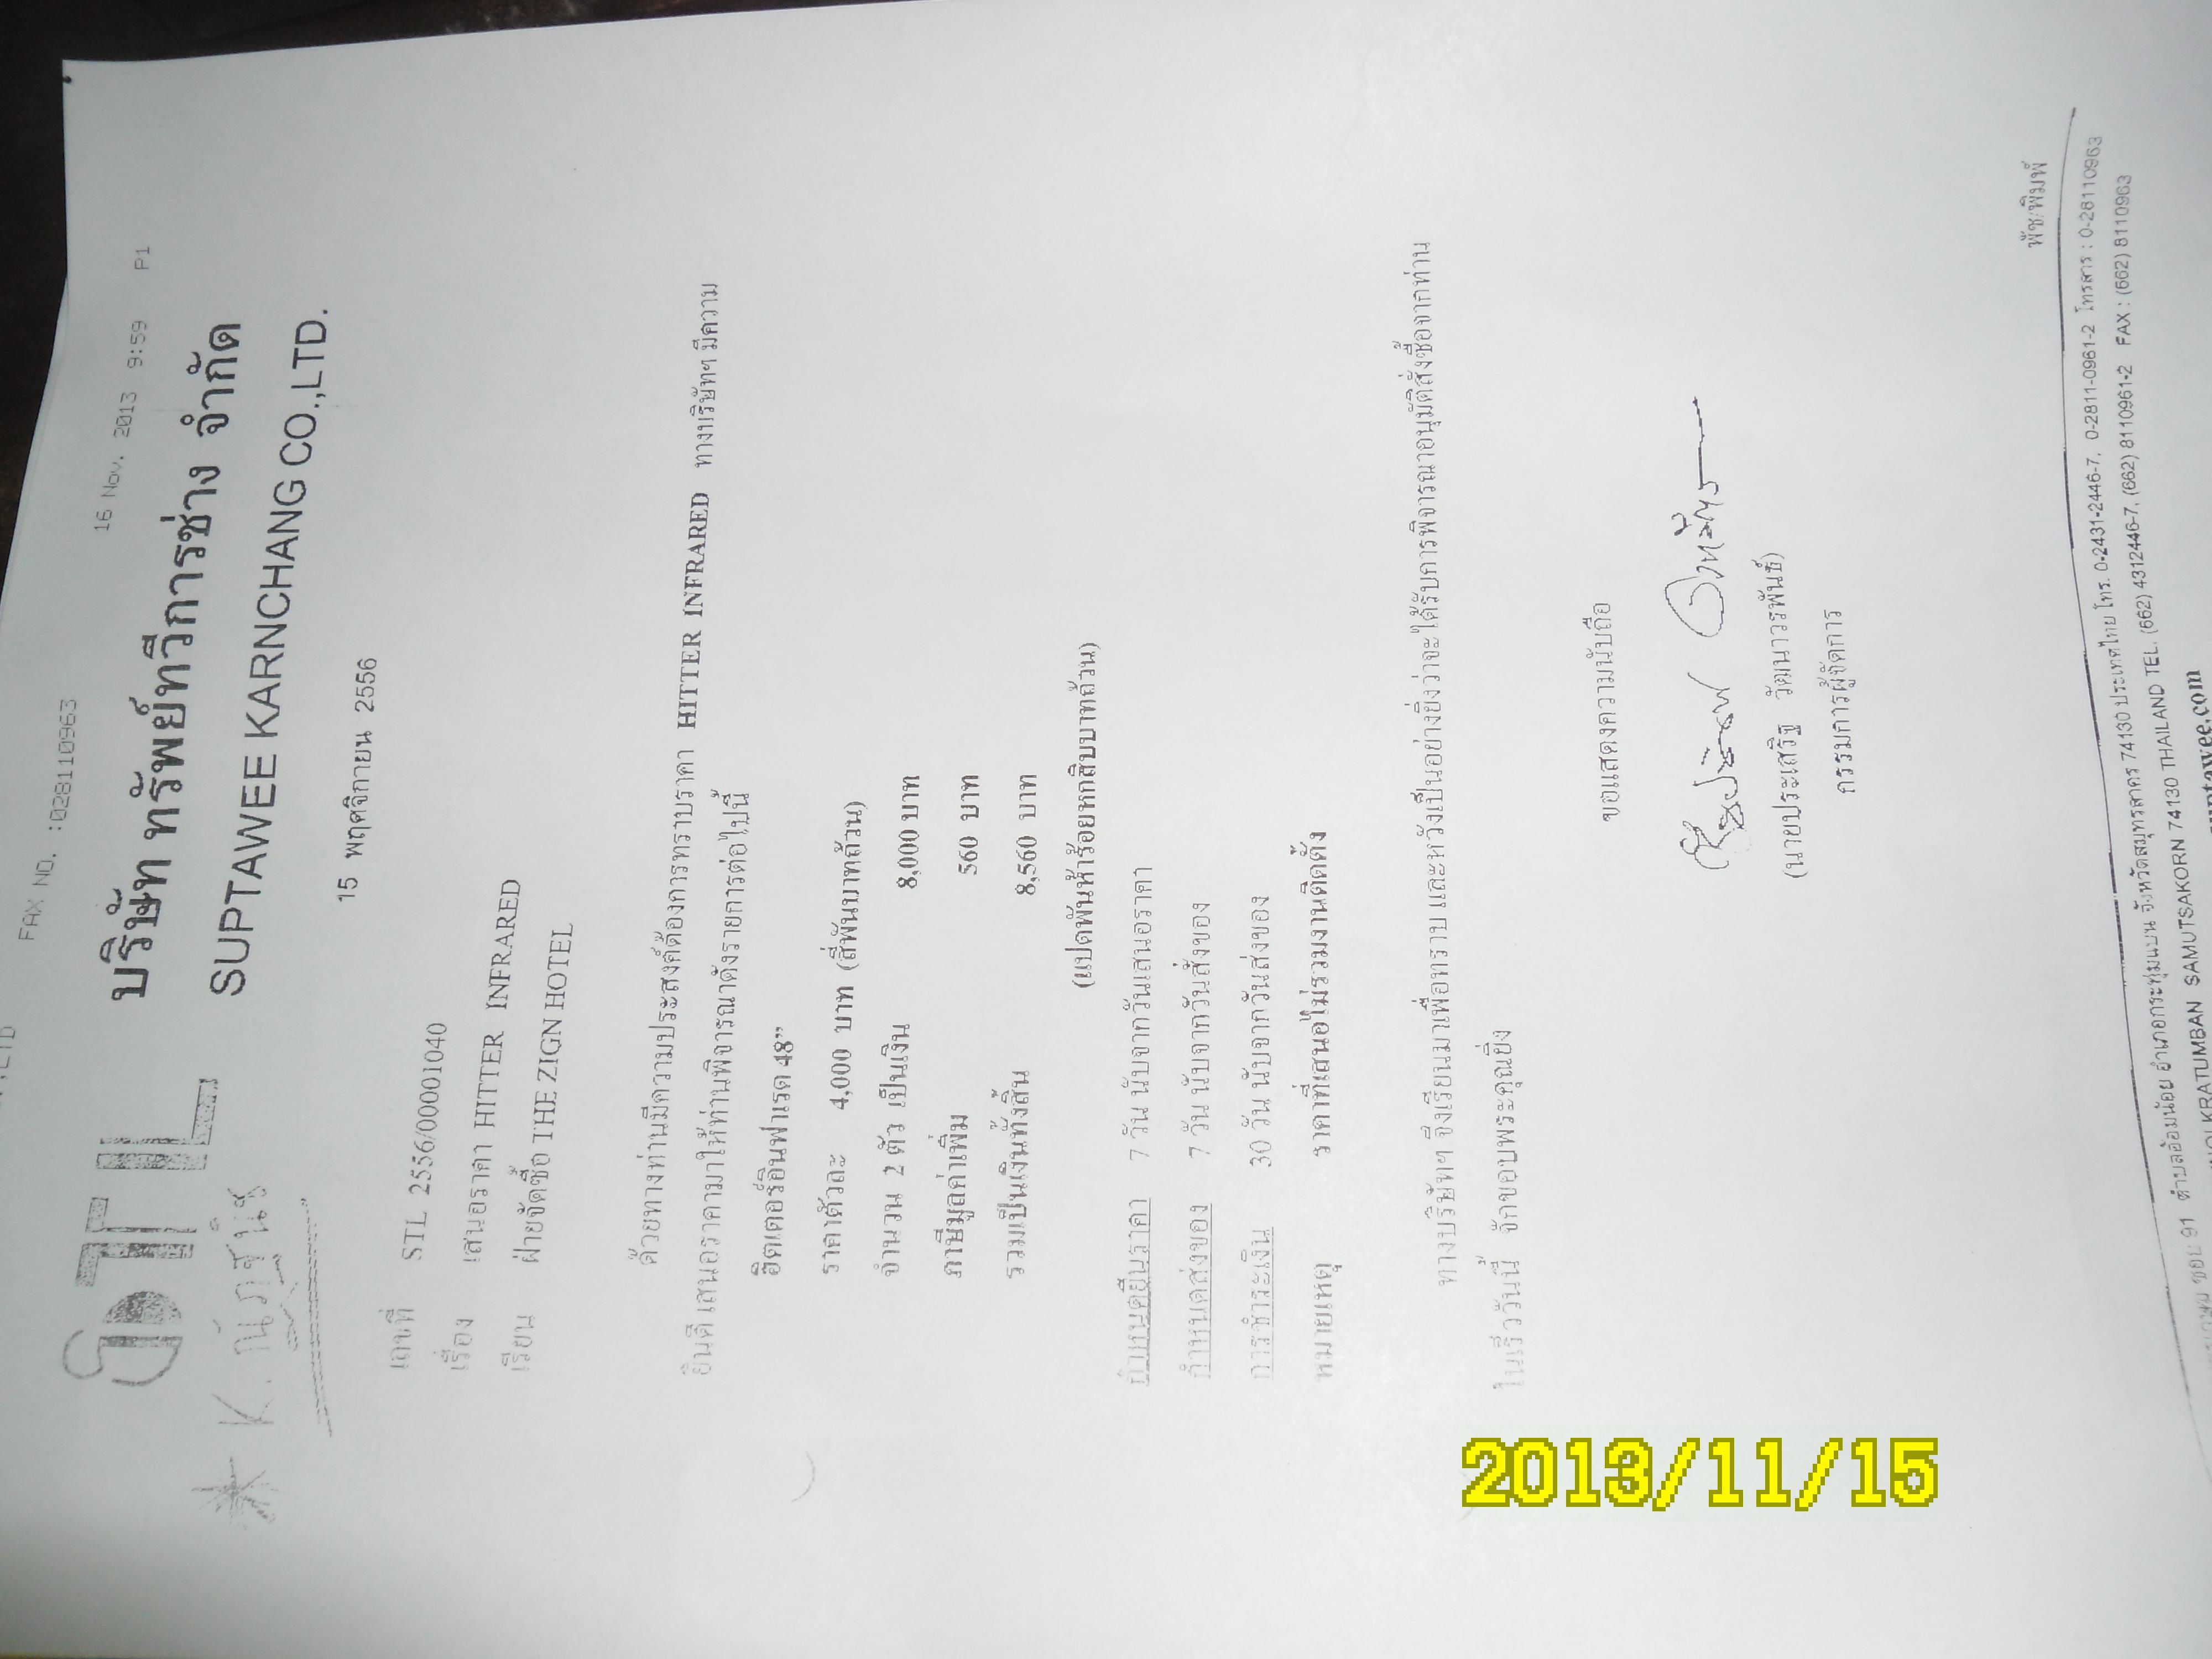 FAX NO. :028110963
16 Nov. 2013 9:59 P1
STL
บริษัท ทรัพย์ทวีการช่าง จำกัด
SUPTAWEE KARNCHANG CO.,LTD.
15 พฤศจิกายน 2556
เลขที่ STL 2556/00001040
เรื่อง เสนอราคา HITTER INFRARED
เรียน ฝ่ายจัดซื้อ THE ZIGN HOTEL
ด้วยทางท่านมีความประสงค์ต้องการทราบราคา HITTER INFRARED ทางบริษัทฯ มีความ
ยินดี เสนอราคามาให้ท่านพิจารณาดังรายการต่อไปนี้
ฮิตเตอร์อินฟาเรด 48”
ราคาตัวละ 4,000 บาท (สี่พันบาทถ้วน)
จำนวน 2 ตัว เป็นเงิน 8,000 บาท
ภาษีมูลค่าเพิ่ม 560 บาท
รวมเป็นเงินทั้งสิ้น 8,560 บาท
(แปดพันห้าร้อยหกสิบบาทถ้วน)
กำหนดยืนราคา 7 วัน นับจากวันเสนอราคา
กำหนดส่งของ 7 วัน นับจากวันสั่งของ
การชำระเงิน 30 วัน นับจากวันส่งของ
หมายเหตุ ราคาที่เสนอไม่รวมงานติดตั้ง
ทางบริษัทฯ จึงเรียนมาเพื่อทราบ และหวังเป็นอย่างยิ่งว่าจะได้รับการพิจารณาอนุมัติสั่งซื้อจากท่าน
ในเร็ววันนี้ จักขอบพระคุณยิ่ง
ขอแสดงความนับถือ
(นายประเสริฐ วัฒนาวรพันธ์)
กรรมการผู้จัดการ
พัช/พิมพ์
ซอย 91 ตำบลอ้อมน้อย อำเภอกระทุ่มแบน จังหวัดสมุทรสาคร 74130 ประเทศไทย โทร. 0-2431-2446-7, 0-2811-0961-2 โทรสาร : 0-28110963
KRATUMBAN SAMUTSAKORN 74130 THAILAND TEL. (662) 4312446-7, (662) 8110961-2 FAX : (662) 8110963
2013/11/15